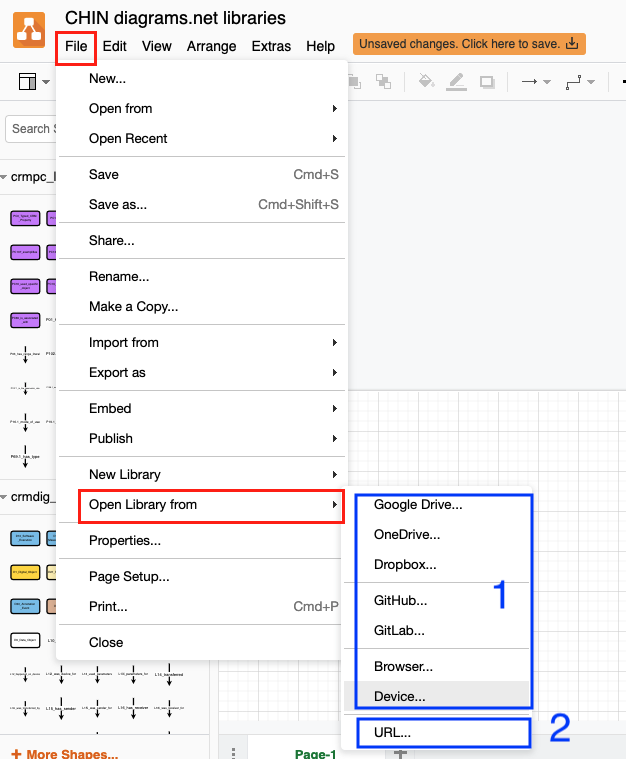 CHIN diagrams.net libraries
File Edit View Arrange Extras Help Unsaved changes. Click here to save.
Search S
New...
Open from
Open Recent
Save Cmd+S
Save as... Cmd+Shift+S
Share...
Rename...
Make a Copy...
Import from
Export as
Embed
Publish
New Library
Open Library from
Properties...
Page Setup...
Print... Cmd+P
Close
crmpc_l
crmdig_
Google Drive...
OneDrive...
Dropbox...
GitHub...
GitLab...
Browser...
Device...
URL...
1
2
+ More Shapes...
Page-1